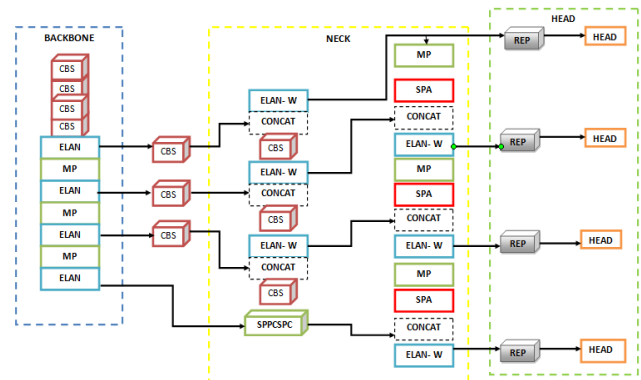 BACKBONE
CBS
CBS
CBS
CBS
ELAN
MP
ELAN
MP
ELAN
MP
ELAN
CBS
CBS
CBS
NECK
ELAN- W
CONCAT
CBS
ELAN- W
CONCAT
CBS
ELAN- W
CONCAT
CBS
SPPCSPC
MP
SPA
CONCAT
ELAN- W
MP
SPA
CONCAT
ELAN- W
MP
SPA
CONCAT
ELAN- W
HEAD
REP
HEAD
REP
HEAD
REP
HEAD
REP
HEAD